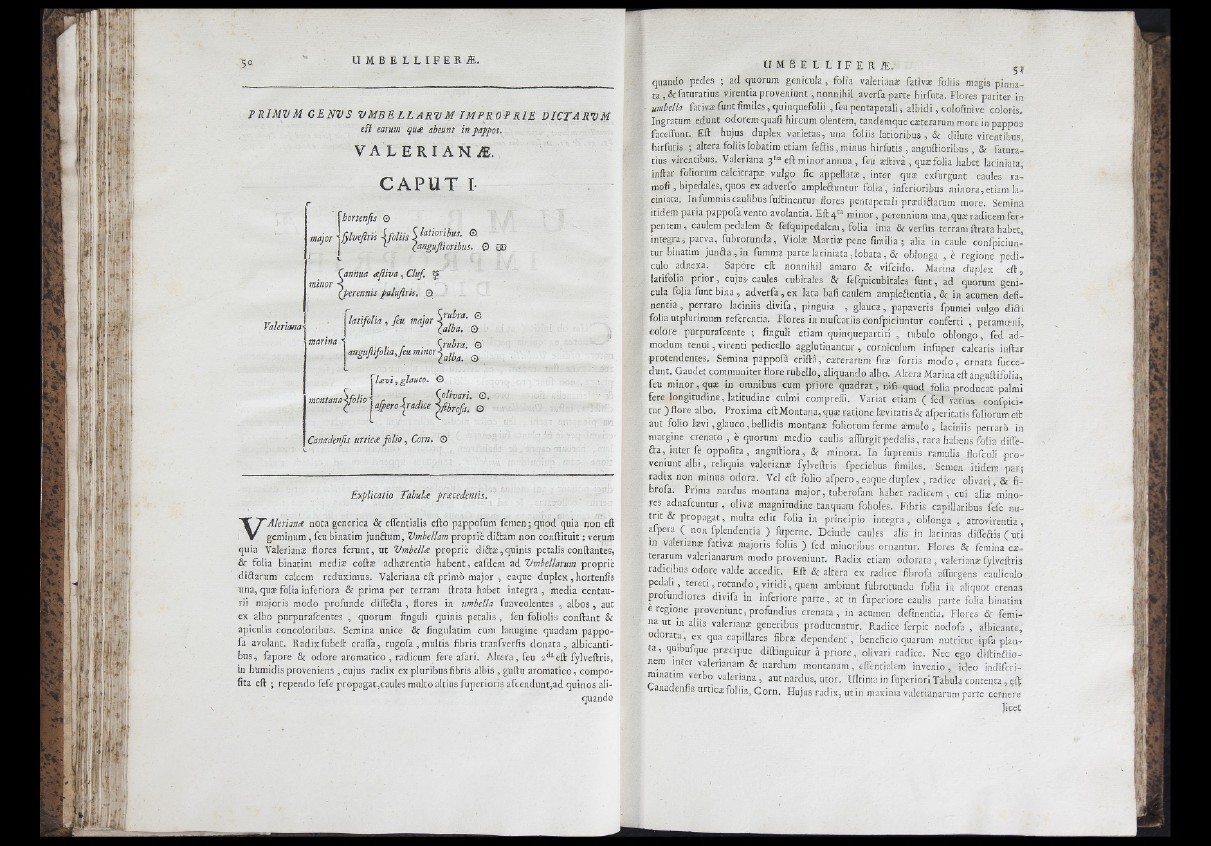 50 UMBELLIFERÆ.
PRIMVM GENVS VMBELLARVM IMPROPRIE DICTARVM
est earum quæ abeunt in pappos.
VALERIANÆ.
CAPUT I.
hortensis ☉
major sylvestris foliis latioribus. ☉
angustioribus. ☉
annua æstiva, Clus.
minor
perennis palustris. ☉
latifolia, seu major rubra. ☉
alba. ☉
Valeriana
marina
angustifolia, seu minor rubra. ☉
alba. ☉
lævi, glauco. ☉
montana folio
aspero radice olivari. ☉.
fibrosa. ☉
Canadensis urticæ folio, Corn. ☉
Explicatio Tabulæ præcedentis.
VAlerianæ nota generica & essentialis esto papposum semen; quod quia non est
geminum, seu binatim junctum, Umbellam propriè dictam non constituit: verum
quia Valerianæ flores ferunt, ut Umbellæ propriè dictæ, quinis petalis constantes,
& folia binatim mediæ costæ adhærentia habent, easdem ad Vmbellarum proprie
dictarum calcem reduximus. Valeriana est primò major, eaque duplex, hortensis
una, quæ folia inferiora & prima per terram strata habet integra, media centau-
rii majoris modo profunde dissecta, flores in umbella suaveolentes, albos, aut
ex albo purpurascentes, quorum singuli quinis petalis, seu foliolis constant &
apiculis concoloribus. Semina unice & singulatim cum lanugine quadam pappo-
sa avolant. Radix subest crassa, rugosa, multis fibris transversis donata, albicanti-
bus, sapore & odore aromatico, radicum fere asari. Altera, seu 2da est sylvestris,
in humidis proveniens, cujus radix ex pluribus fibris albis, gustu aromatico, compo-
sita est; rependo sese propagat, caules multo altius superioris ascendunt, ad quinos ali-
quando
UMBELLIFERÆ. 51
quando pedes; ad quorum genicula, folia valerianæ sativæ foliis magis pinna-
ta, & saturatius virentia proveniunt, nonnihil aversa parte hirsuta. Flores pariter in
umbella sativæ sunt similes, quinquefolii, seu pentapetali, albidi, colostinive coloris.
Ingratum edunt odorem quasi hircum olentem, tandemque cæterarum more in pappos
facessunt. Est hujus duplex varietas, una foliis latioribus, & dilute virentibus,
hirsutis; altera foliis lobatim etiam sectis, minus hirsutis, angustioribus, & satura-
tius virentibus. Valeriana 3tia est minor annua, seu æstiva, quæ folia habet laciniata,
instar foliorum calcitrapæ vulgo sic appellatæ, inter quæ exsurgunt caules ra-
mosi, bipedales, quos ex adverso amplectuntur folia, inferioribus minora, etiam la-
ciniata. In summis caulibus sustinentur flores pentapetali prædictarum more. Semina
itidem paria papposa vento avolantia. Est 4ta minor, perennium una, quæ radicem ser-
pentem, caulem pedalem & sesquipedalem, folia ima & versus terram strata habet,
integra, parva, subrotunda, Violæ Martiæ pene similia; alia in caule conspiciun-
tur binatim juncta, in summa parte laciniata, lobata, & oblonga, è regione pedi-
culo adnexa. Sapore est nonnihil amaro & viscido. Marina duplex est,
latifolia prior, cujus caules cubitales & sesquicubitales sunt, ad quorum geni-
cula folia sunt bina, adversa, ex lata basi caulem amplectentia, & in acumen desi-
nentia, perraro laciniis divisa, pinguia, glauca, papaveris spumei vulgo dicti
folia utplurimum referentia. Flores in muscariis conspiciuntur conferti, peramœni,
colore purpurascente; singuli etiam quinquepartiti, tubulo oblongo, sed ad-
modum tenui, virenti pedicello agglutinantur, corniculum insuper calcaris instar
protendentes. Semina papposâ cristâ, cæterarum suæ sortis modo, ornata succe-
dunt. Gaudet communiter flore rubello, aliquando albo. Altera Marina est angustifolia,
seu minor, quæ in omnibus cum priore quadrat, nisi quod folia producat palmi
fere longitudine, latitudine culmi compressi. Variat etiam (sed ratius conspici-
tur) flore albo. Proxima est Montana, quæ ratione lævitatis & asperitatis foliorum est
aut folio lævi, glauco, bellidis montanæ foliorum ferme æmulo, laciniis perrarò in
margine crenato, è quorum medio caulis assurgit pedalis, rara habens folia disse-
cta, inter se opposita, angustiora, & minora. In supremis ramulis flosculi pro-
veniunt albi, reliquis valerianæ sylvestris speciebus similes. Semen itidem par;
radix non minus odora. Vel est folio aspero, eaque duplex, radice olivari, & fi-
brosa. Prima nardus montana major, tuberosam habet radicem, cui aliæ mino-
res adnascuntur, olivæ magnitudine tanquam soboles. Fibris capillatibus sese nu-
trit & propagat, multa edit folia in principio integra, oblonga, atrovirentia,
aspera (non splendentia) superne. Deinde caules alis in lacinias dissectis (uti
in valerianæ sativæ majoris foliis) sed minoribus ornantur. Flores & semina cæ-
terarum valerianarum modo proveniunt. Radix etiam odorata, valerianæ sylvestris
radicibus odore valde accedit. Est & altera ex radice fibrosa assurgens cauliculo
pedali, tereti, rotundo, viridi, quem ambiunt subrotunda folia in aliquot crenas
profundiores divisa in inferiore parte, at in superiore caulis parte folia binatim
è regione proveniunt, profundius crenata, in acumen desinentia. Flores & semi-
na ut in aliis valerianæ generibus producuntur. Radice serpit nodosa, albicante,
odorata, ex qua capillares fibræ dependent, beneficio quarum nutritur ipsa plan-
ta, quibusque præcipue distinguitur à priore, olivari radice. Nec ego distinctio-
nem inter valerianam & nardum montanam, essentialem invenio, ideo indiscri-
minatim verbo valeriana, aut nardus, utor. Ultima in superiori Tabula contenta, est
Canadensis urticæ foliis, Corn. Hujus radix, ut in maxima valerianarum parte cernere
licet